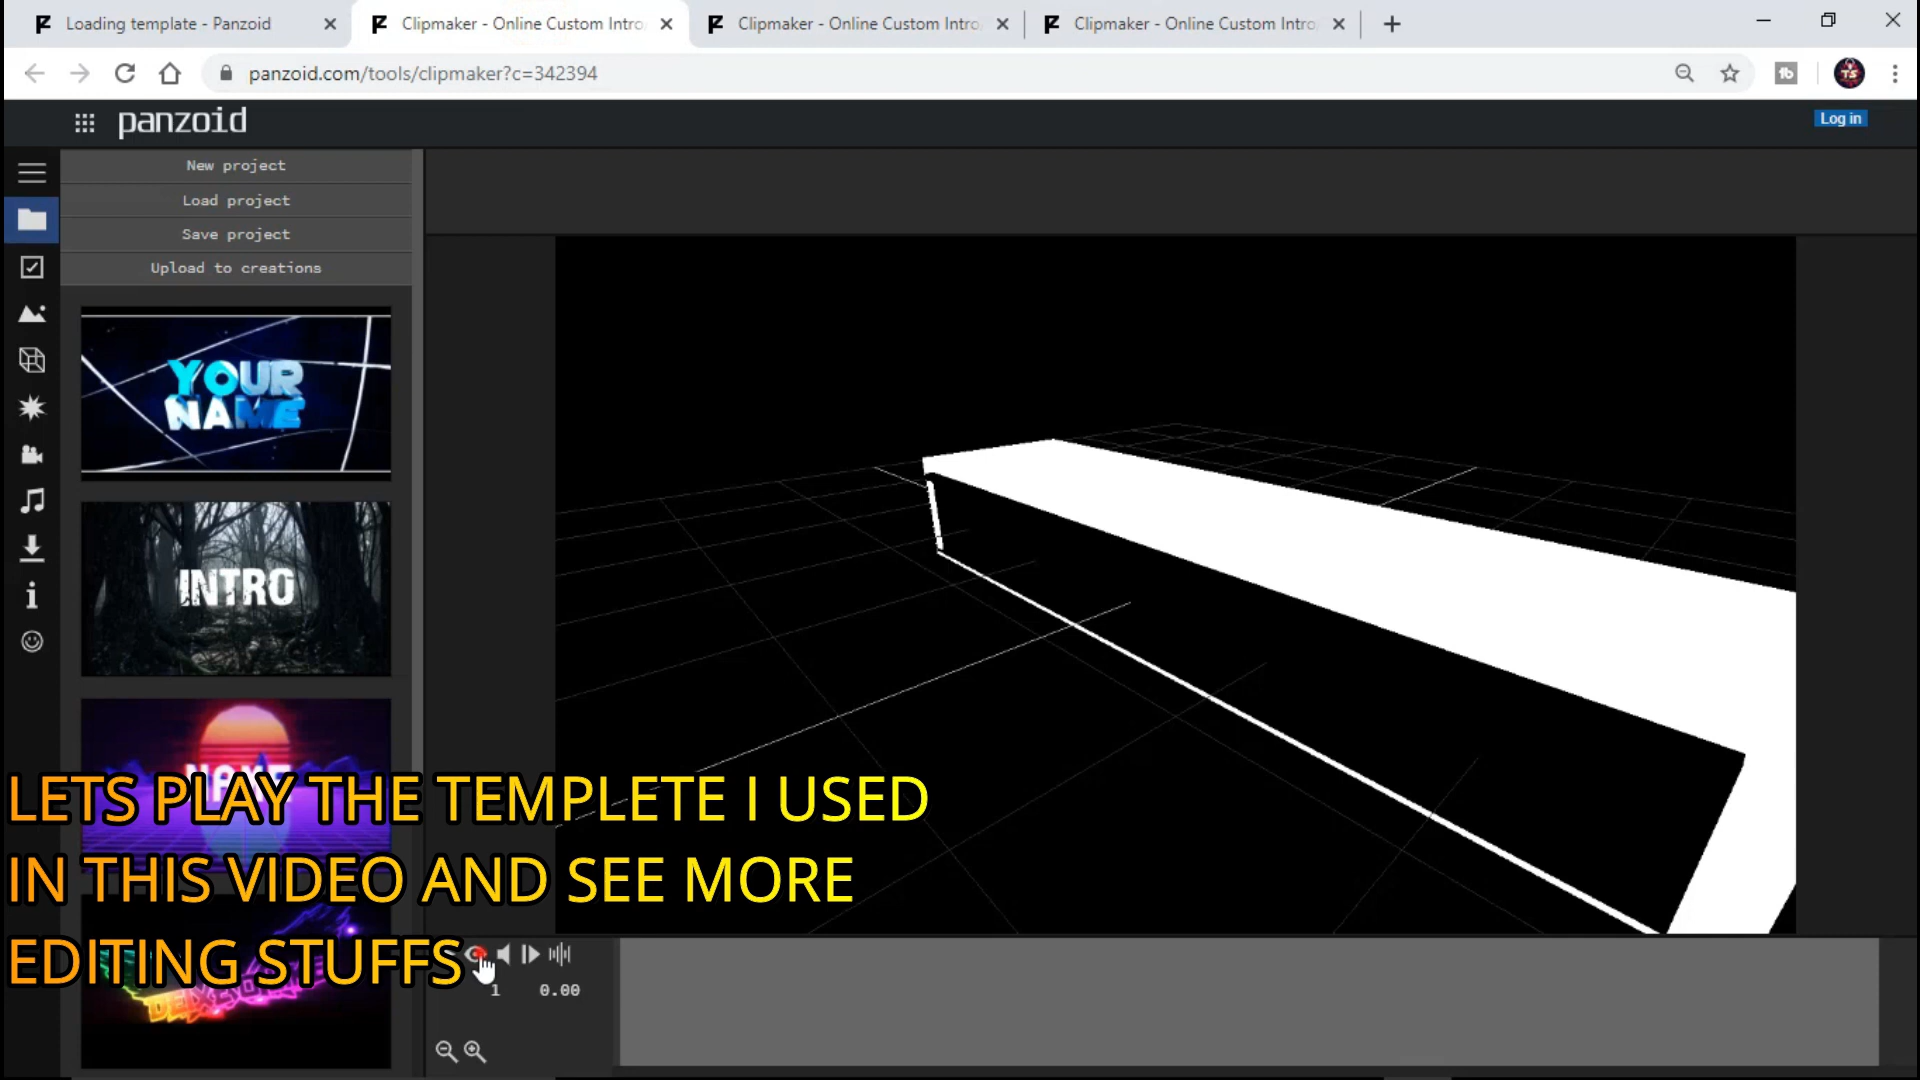 Loading template - Panzoid
Clipmaker - Online Custom Intro
Clipmaker - Online Custom Intro
Clipmaker - Online Custom Intro
panzoid.com/tools/clipmaker?c=342394
TS
panzoid
Log in
New project
Load project
Save project
Upload to creations
YOUR
NAME
INTRO
NAME
LETS PLAY THE TEMPLETE I USED
IN THIS VIDEO AND SEE MORE
EDITING STUFFS
1 0.00